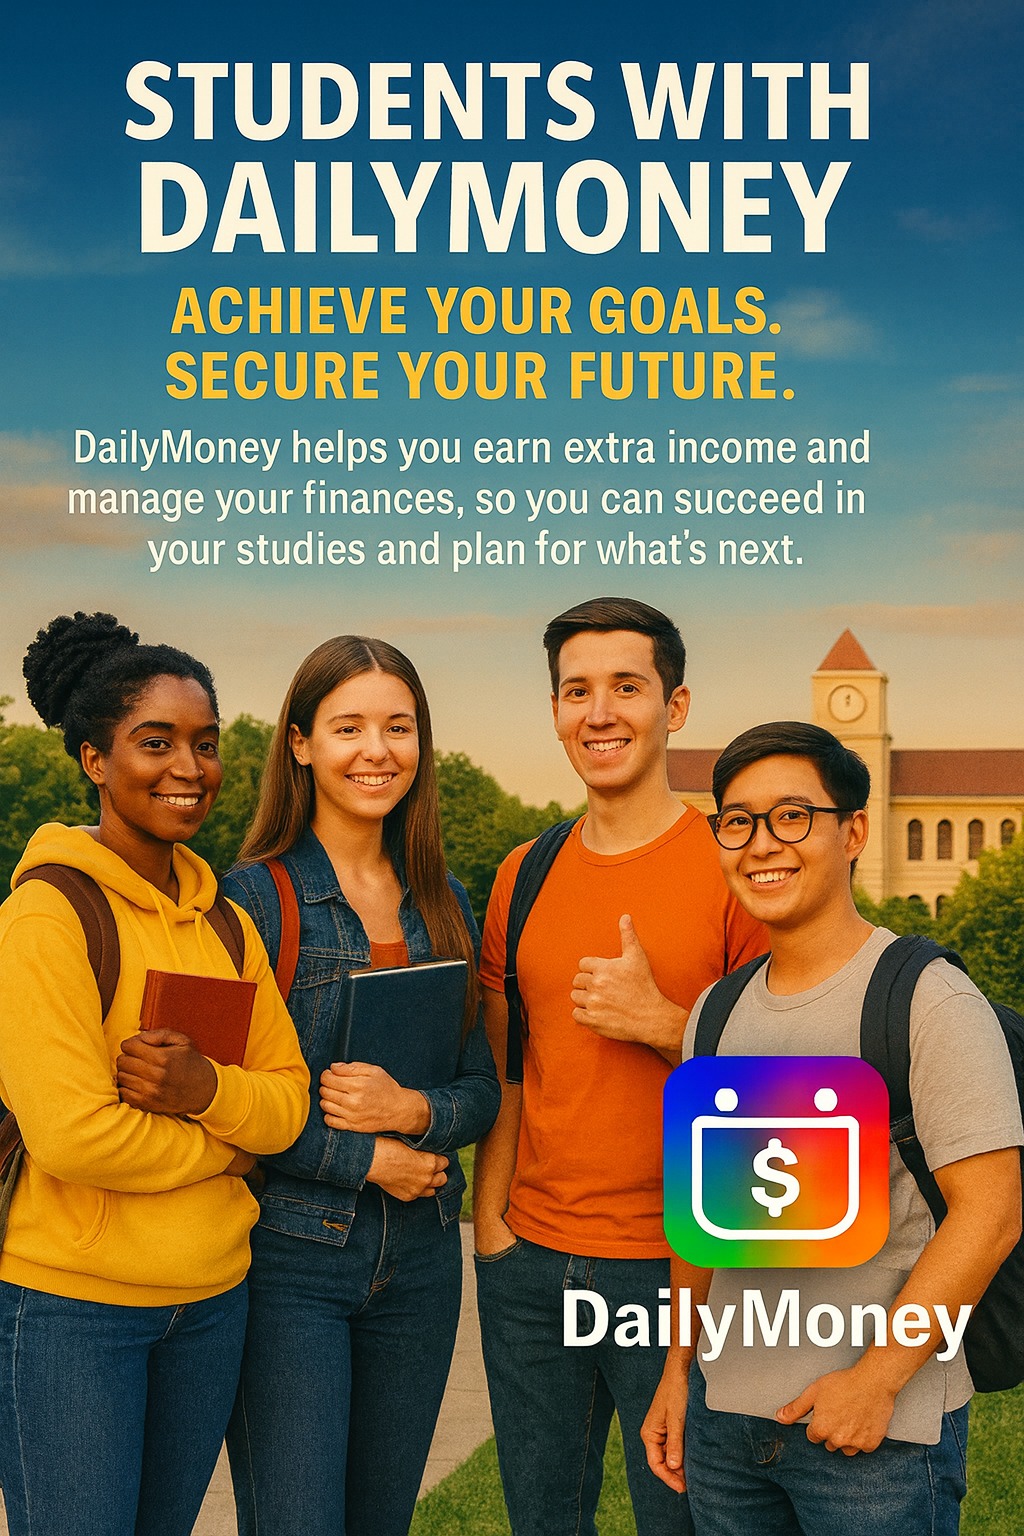 STUDENTS WITH
DAILYMONEY
ACHIEVE YOUR GOALS.
SECURE YOUR FUTURE.
DailyMoney helps you earn extra income and
manage your finances, so you can succeed in
your studies and plan for what's next.
$
DailyMoney